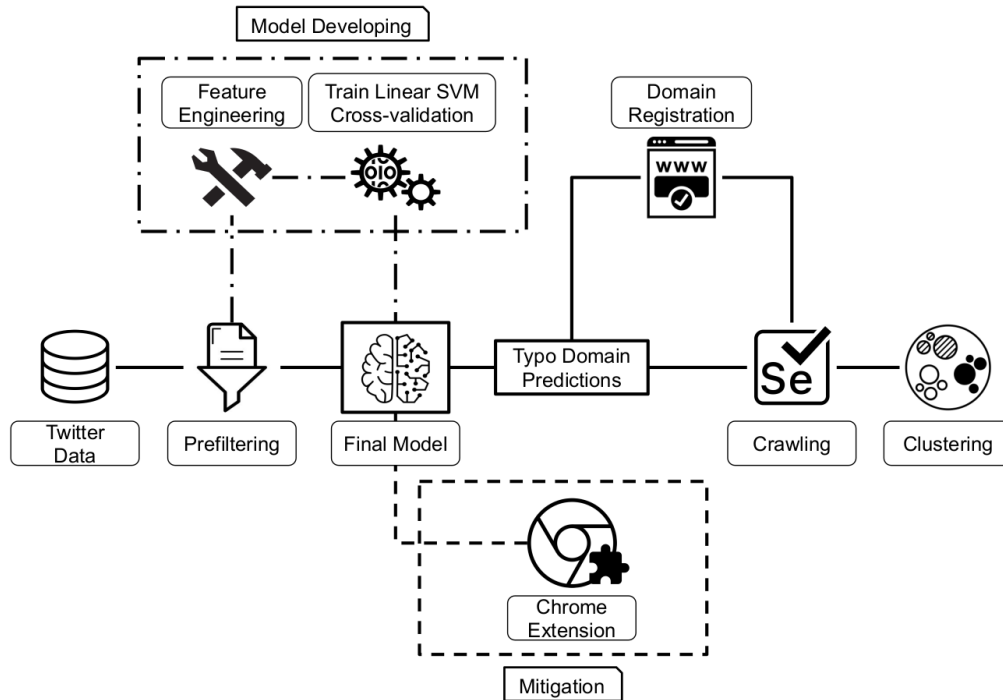 Model Developing
Feature
Engineering
Train Linear SVM
Cross-validation
Domain
Registration
WWW
Typo Domain
Predictions
Se
Twitter
Data
Prefiltering
Final Model
Crawling
Clustering
Chrome
Extension
Mitigation